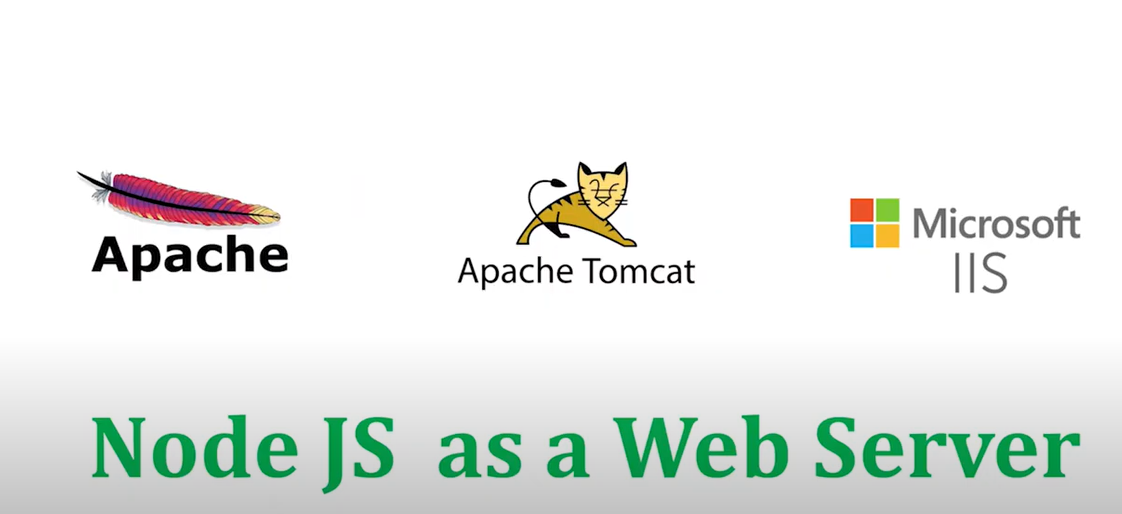 Apache
Apache Tomcat
Microsoft
IIS
Node JS as a Web Server